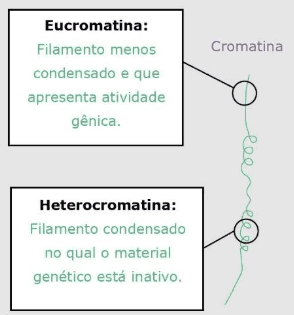 Eucromatina:
Filamento menos
condensado e que
apresenta atividade
gênica.
Cromatina
Heterocromatina:
Filamento condensado
no qual o material
genético está inativo.